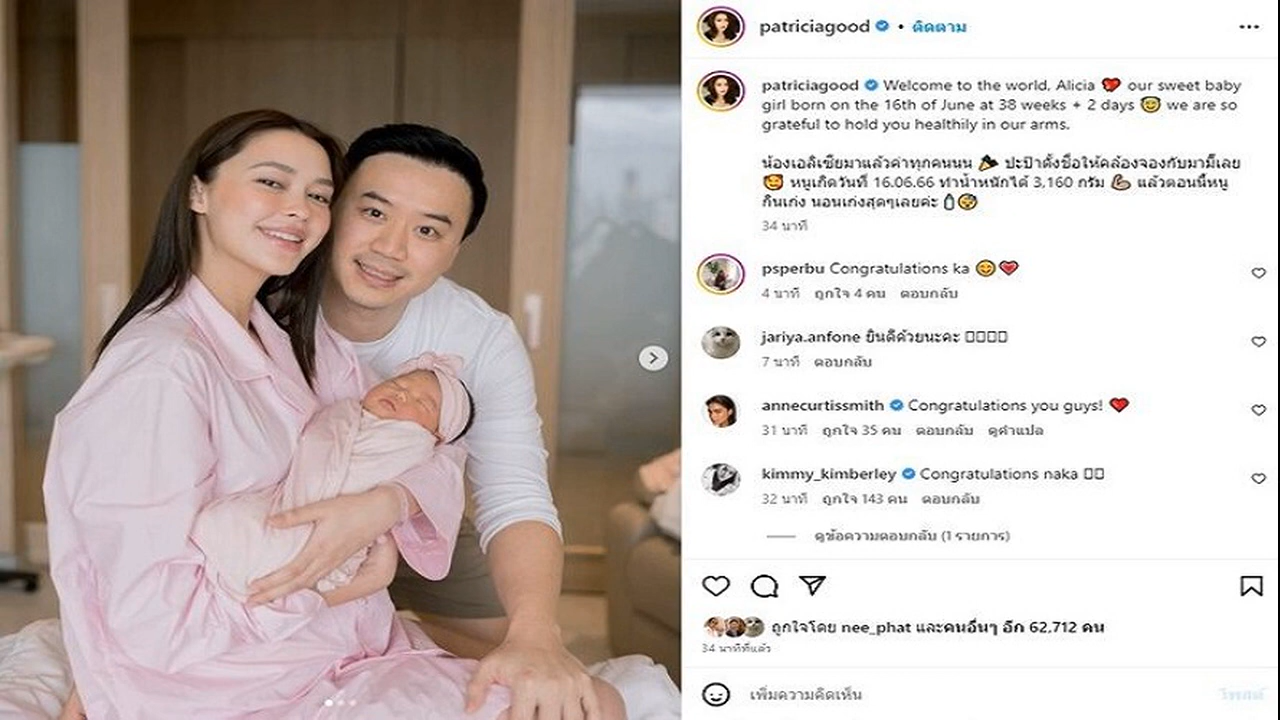 patriciagood • ติดตาม
patriciagood Welcome to the world, Alicia ❤️ our sweet baby
girl born on the 16th of June at 38 weeks + 2 days 😇 we are so
grateful to hold you healthily in our arms.
น้องเอลิเซียมาแล้วค่าทุกคนนน 🎉 ปะป๊าตั้งชื่อให้คล้องจองกับมามี๊เลย
🥰 หนูเกิดวันที่ 16.06.66 ทำน้ำหนักได้ 3,160 กรัม 💪🏼 แล้วตอนนี้หนู
กินเก่ง นอนเก่งสุดๆเลยค่ะ 🍼😴
34 นาที
psperbu Congratulations ka 😊💗
4 นาที ถูกใจ 4 คน ตอบกลับ
jariya.anfone ยินดีด้วยนะคะ
7 นาที ตอบกลับ
annecurtissmith Congratulations you guys! ❤️
31 นาที ถูกใจ 35 คน ตอบกลับ ดูคำแปล
kimmy_kimberley Congratulations naka
32 นาที ถูกใจ 143 คน ตอบกลับ
ดูข้อความตอบกลับ (1 รายการ)
ถูกใจโดย nee_phat และคนอื่นๆ อีก 62,712 คน
34 นาทีที่แล้ว
เพิ่มความคิดเห็น โพสต์